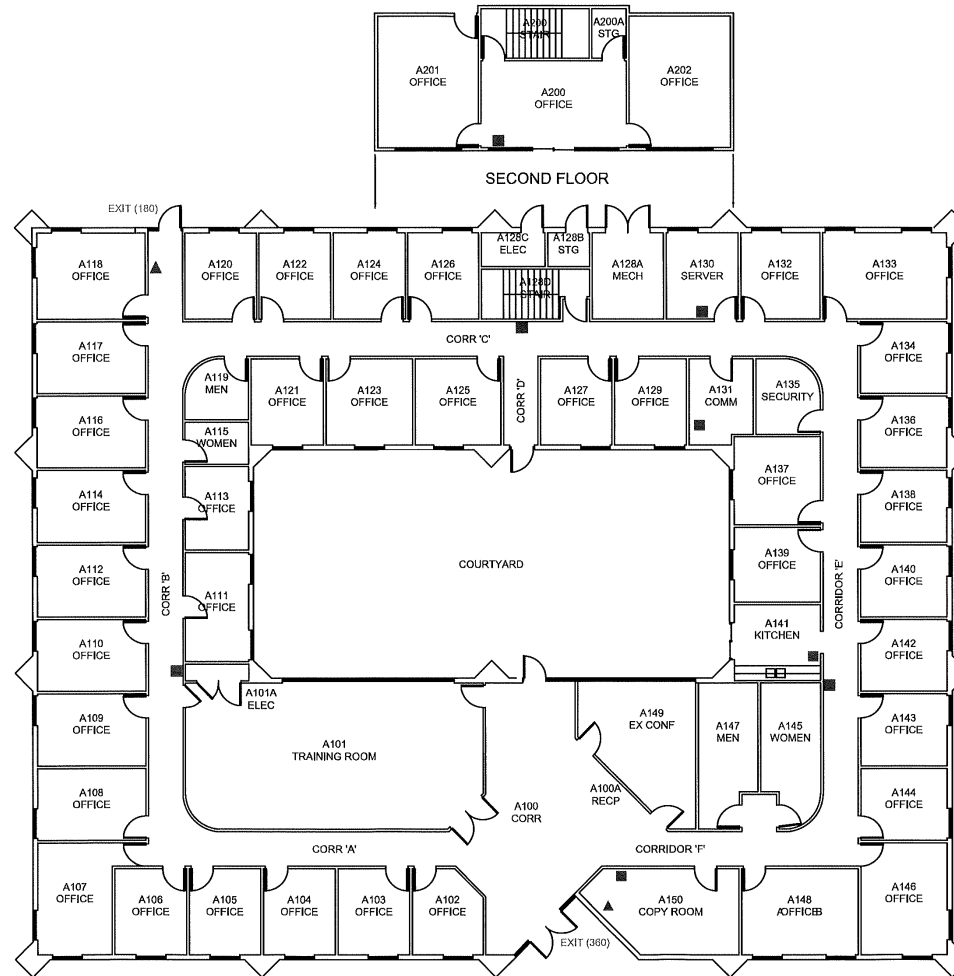 A200
STAIR
A200A
STG
A201
OFFICE
A202
OFFICE
A200
OFFICE
SECOND FLOOR
EXIT (180)
A118
OFFICE
A120
OFFICE
A122
OFFICE
A124
OFFICE
A126
OFFICE
A128C
ELEC
A128B
STG
A128D
STAIR
A128A
MECH
A130
SERVER
A132
OFFICE
A133
OFFICE
CORR 'C'
A117
OFFICE
A119
MEN
A121
OFFICE
A123
OFFICE
A125
OFFICE
CORR 'D'
A127
OFFICE
A129
OFFICE
A131
COMM
A135
SECURITY
A134
OFFICE
A116
OFFICE
A115
WOMEN
A136
OFFICE
A137
OFFICE
A114
OFFICE
A113
OFFICE
A138
OFFICE
COURTYARD
A112
OFFICE
CORR 'B'
A111
OFFICE
A139
OFFICE
CORRIDOR 'E'
A140
OFFICE
A110
OFFICE
A141
KITCHEN
A142
OFFICE
A101A
ELEC
A109
OFFICE
A101
TRAINING ROOM
A149
EX CONF
A147
MEN
A145
WOMEN
A143
OFFICE
A108
OFFICE
A100
CORR
A100A
RECP
A144
OFFICE
CORR 'A'
CORRIDOR 'F'
A107
OFFICE
A106
OFFICE
A105
OFFICE
A104
OFFICE
A103
OFFICE
A102
OFFICE
A150
COPY ROOM
A148
A146
OFFICE
EXIT (360)